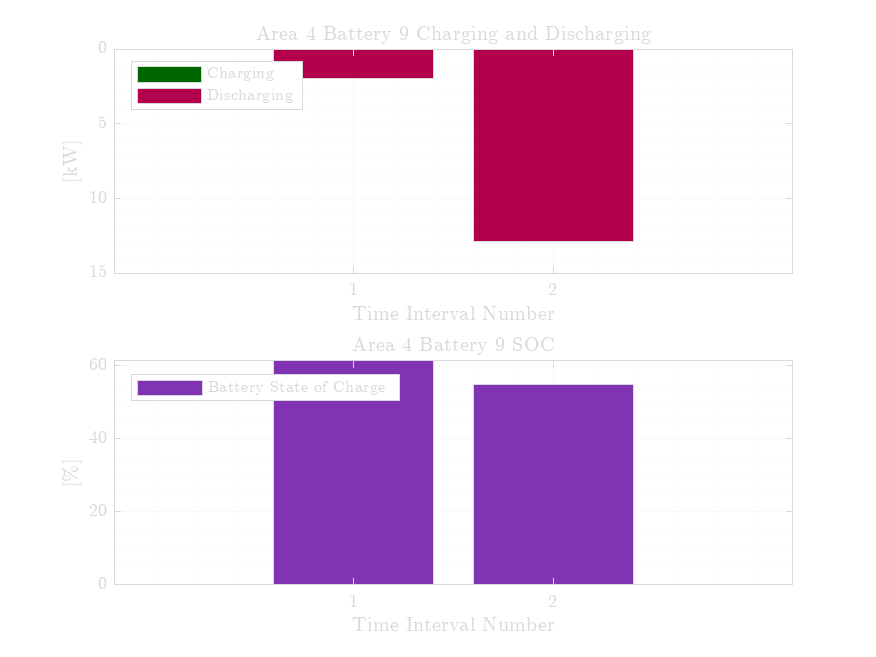 Area 4 Battery 9 Charging and Discharging
0
5
10
15
[kW]
Charging
Discharging
1 2
Time Interval Number
Area 4 Battery 9 SOC
60
40
20
0
[%]
Battery State of Charge
1 2
Time Interval Number